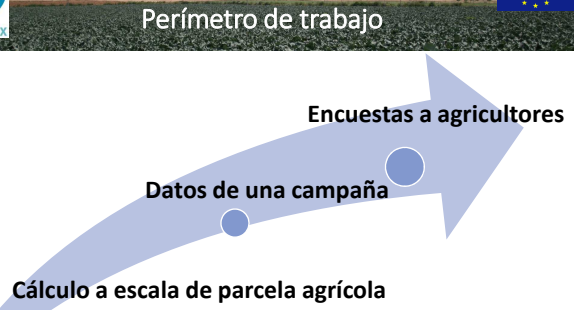 Perímetro de trabajo
Encuestas a agricultores
Datos de una campaña
Cálculo a escala de parcela agrícola